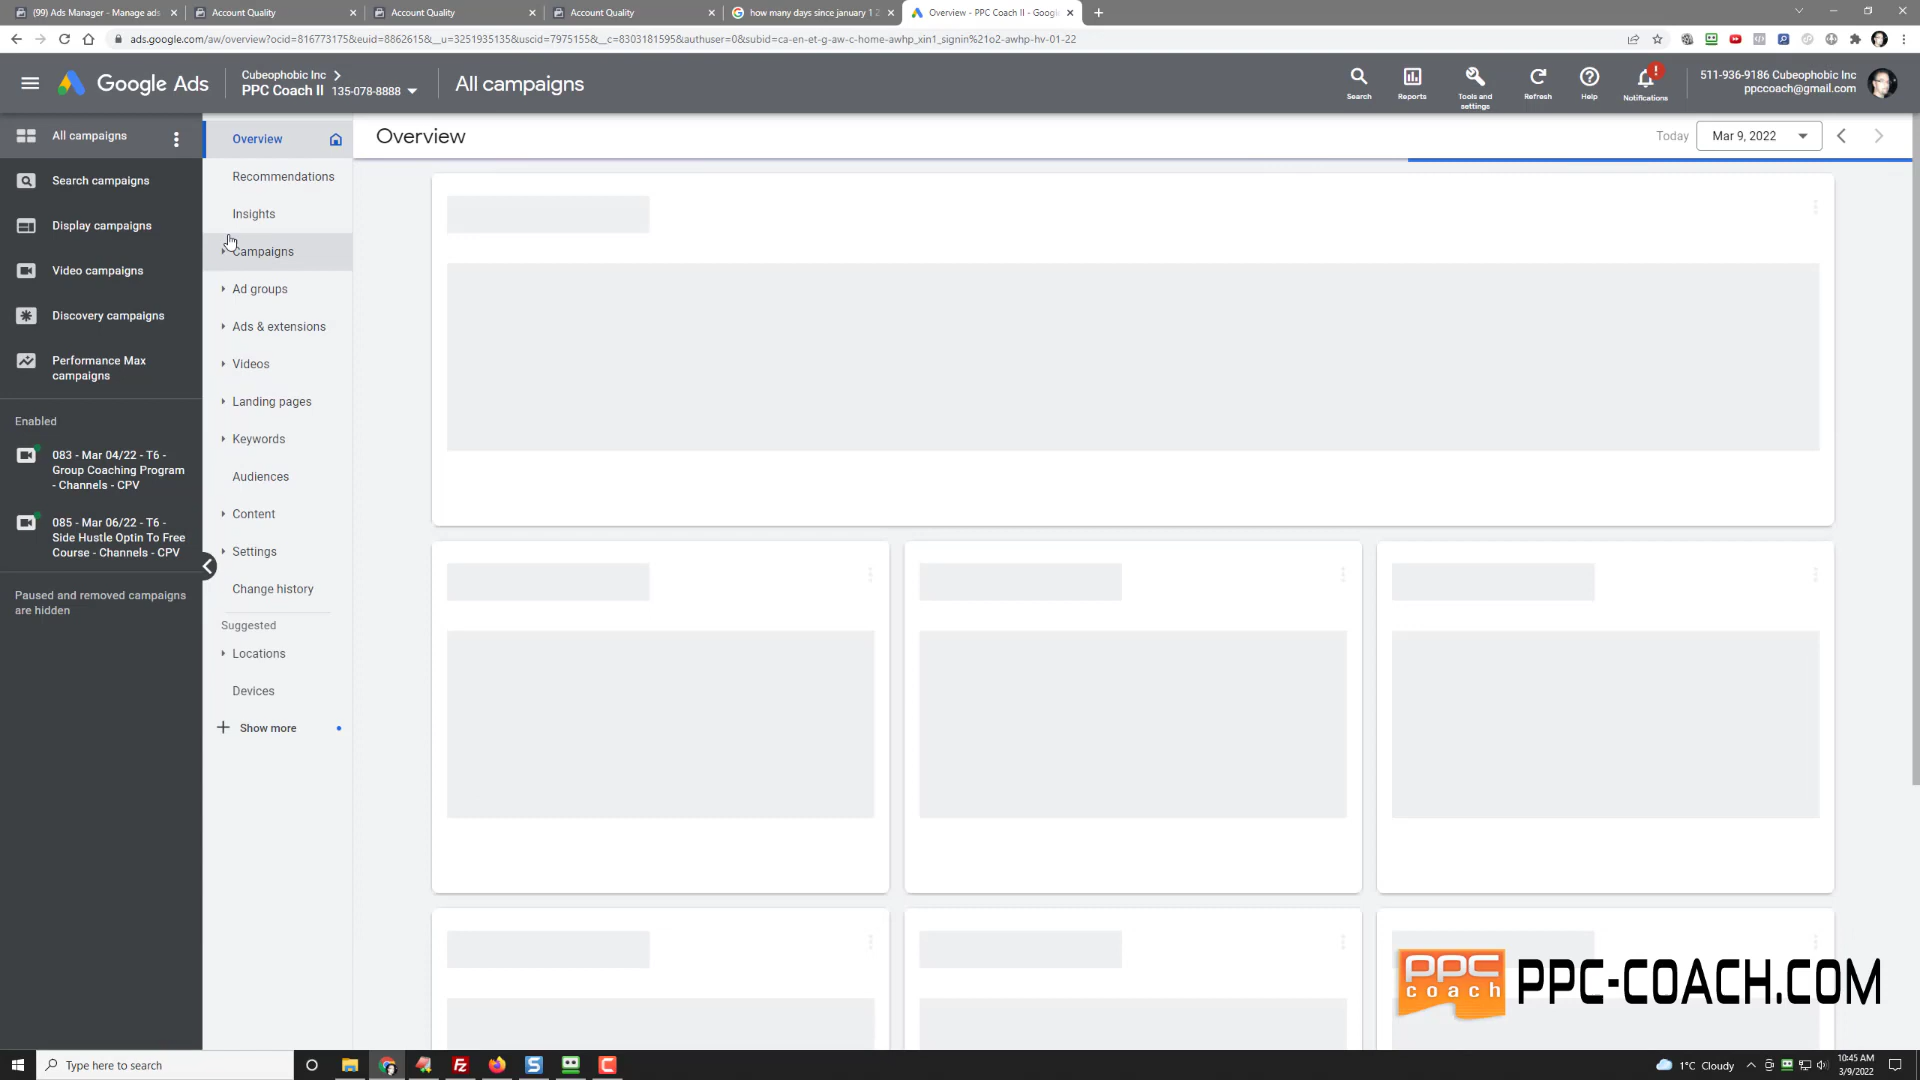 (99) Ads Manager - Manage ads
Account Quality
Account Quality
Account Quality
how many days since january 1 2
Overview - PPC Coach II - Googl
ads.google.com/aw/overview?ocid=816773175&euid=8862615&__u=3251935135&uscid=7975155&__c=8303181595&authuser=0&subid=ca-en-et-g-aw-c-home-awhp_xin1_signin%21o2-awhp-hv-01-22
Google Ads
Cubeophobic Inc
PPC Coach II 135-078-8888
All campaigns
Search
Reports
Tools and settings
Refresh
Help
Notifications
511-936-9186 Cubeophobic Inc
ppccoach@gmail.com
All campaigns
Search campaigns
Display campaigns
Video campaigns
Discovery campaigns
Performance Max
campaigns
Enabled
083 - Mar 04/22 - T6 -
Group Coaching Program
- Channels - CPV
085 - Mar 06/22 - T6 -
Side Hustle Optin To Free
Course - Channels - CPV
Paused and removed campaigns
are hidden
Overview
Recommendations
Insights
Campaigns
Ad groups
Ads & extensions
Videos
Landing pages
Keywords
Audiences
Content
Settings
Change history
Suggested
Locations
Devices
Show more
Overview
Today
Mar 9, 2022
PPC
coach
PPC-COACH.COM
Type here to search
1°C Cloudy
10:45 AM
3/9/2022